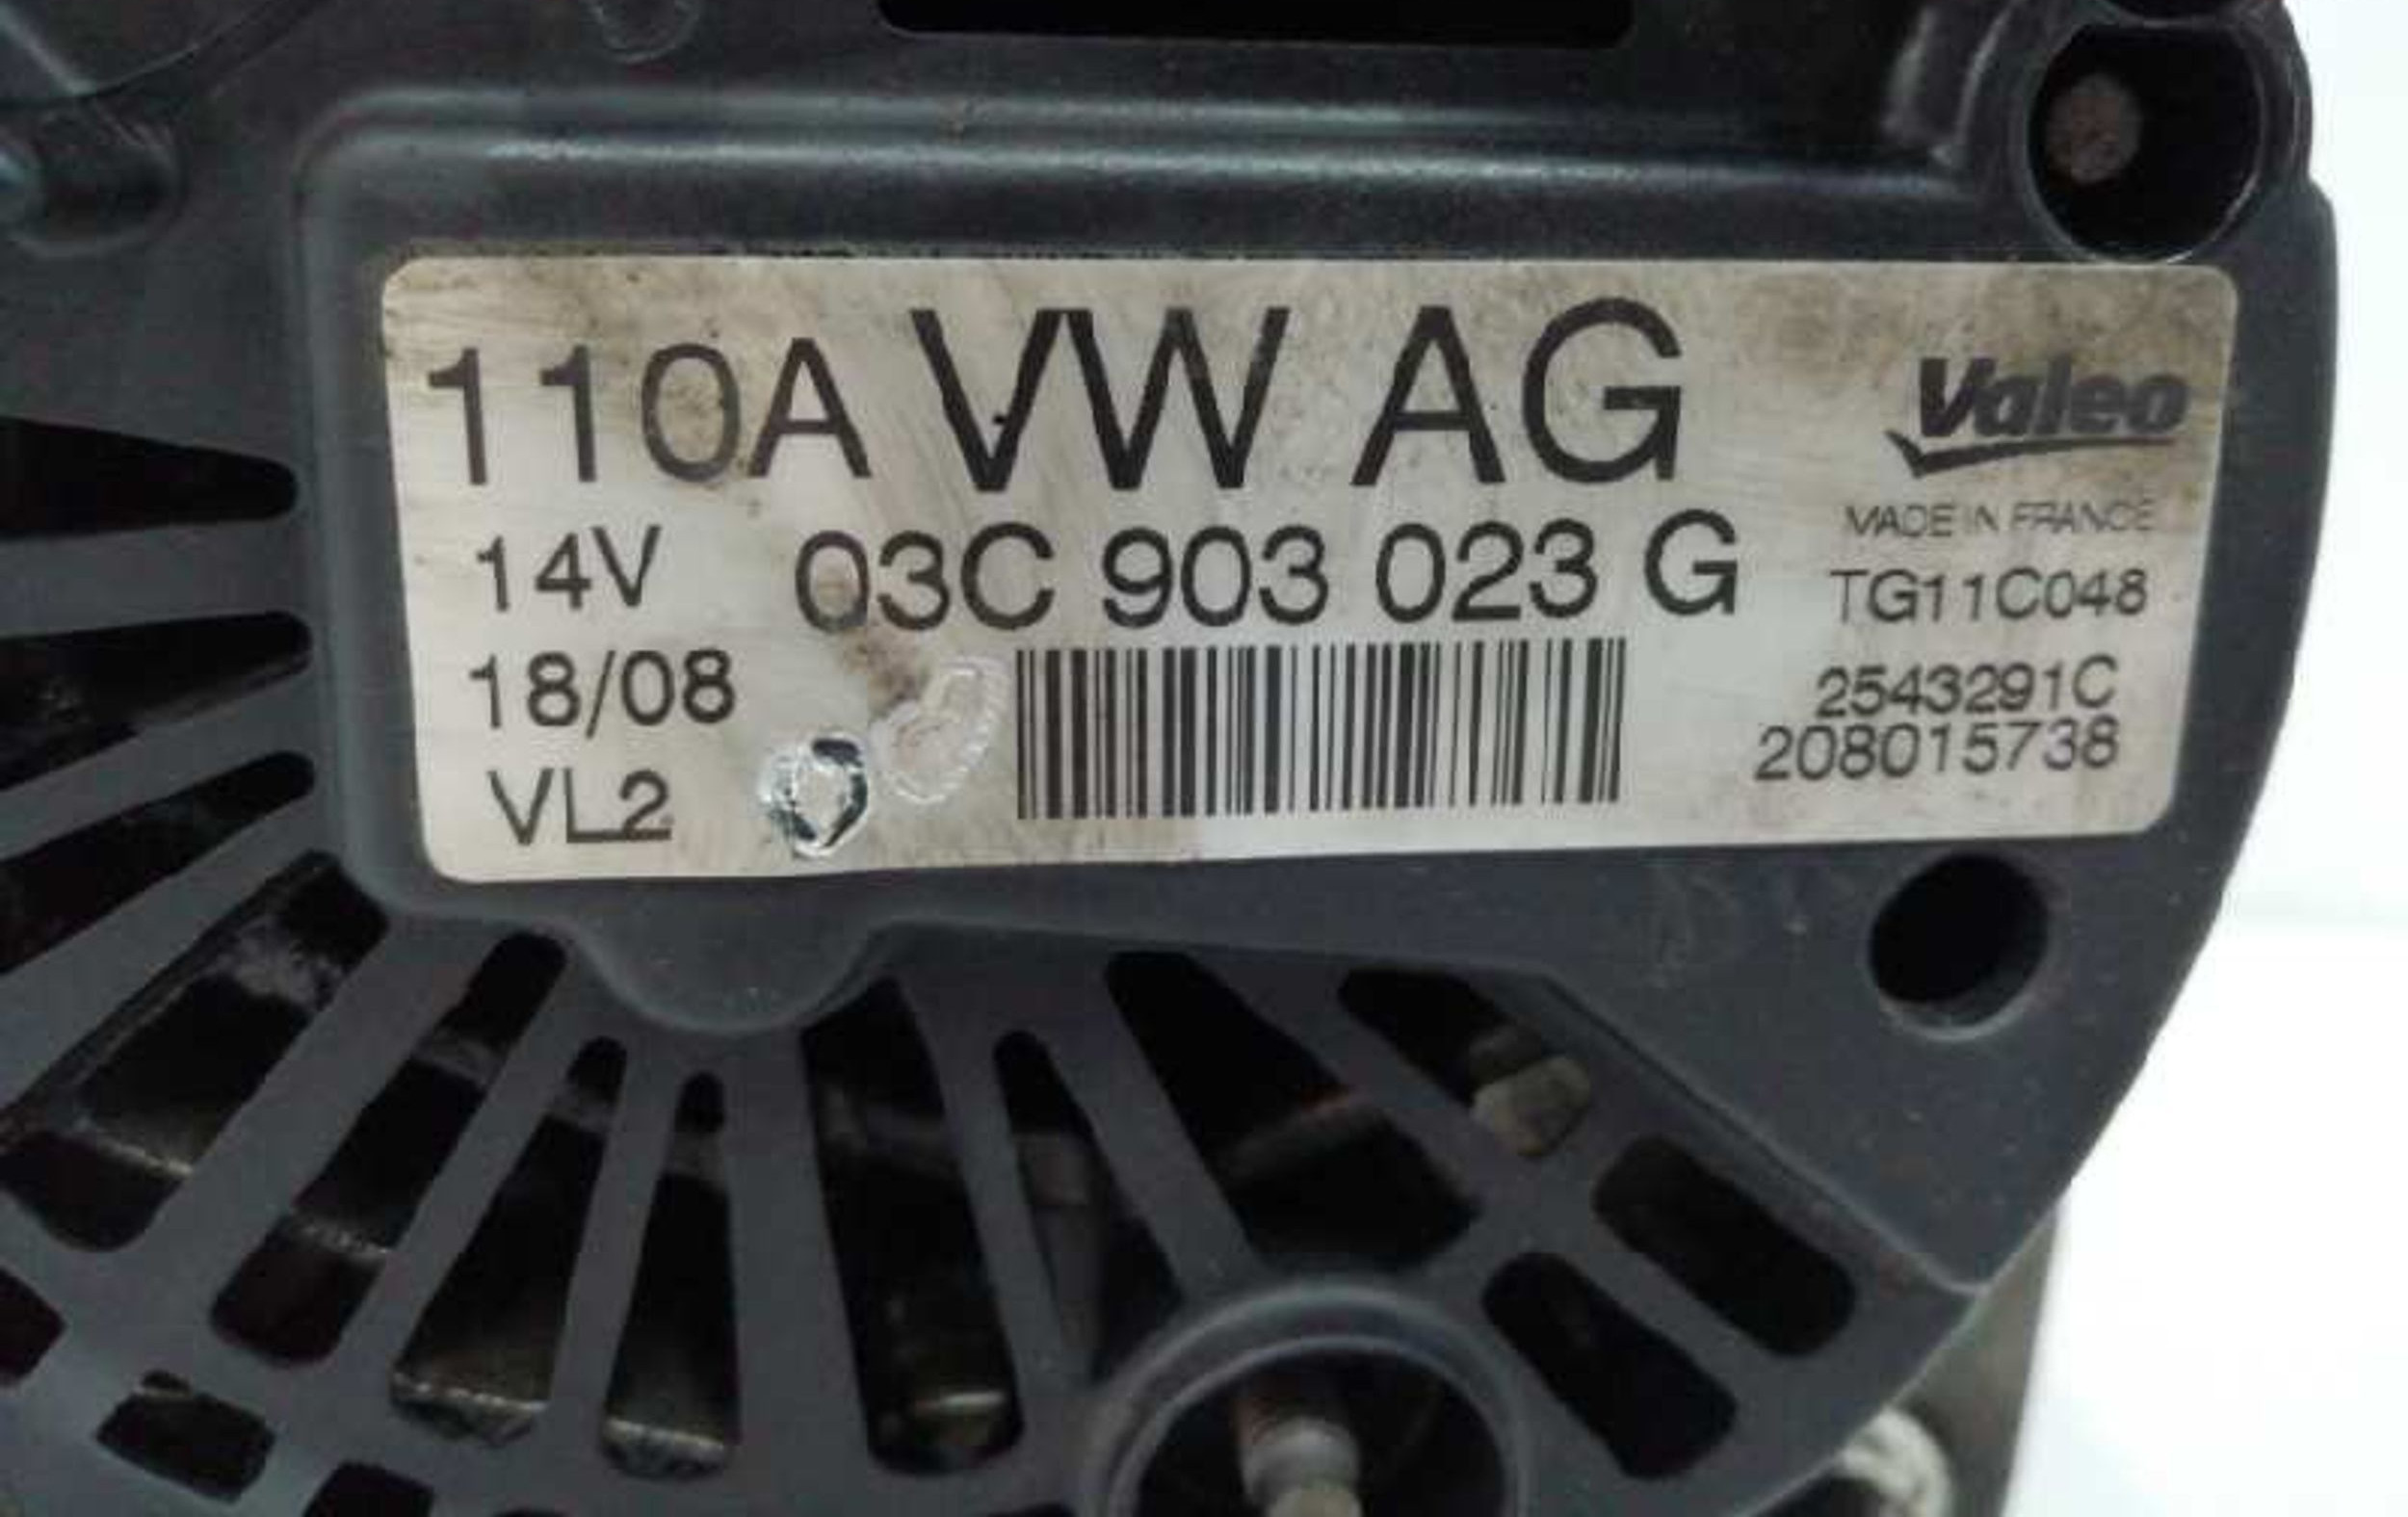 110A VW AG
Valeo
MADE IN FRANCE
14V 03C 903 023 G
TG11C048
18/08
2543291C
208015738
VL2